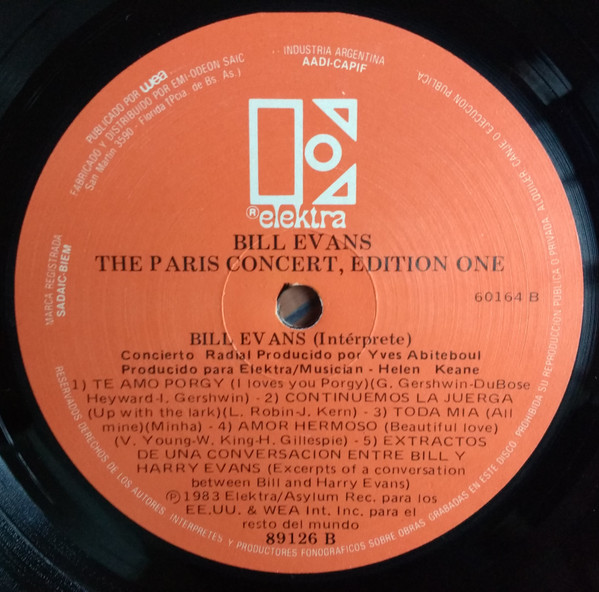 PUBLICADO POR wea
FABRICADO Y DISTRIBUIDO POR EMI-ODEON SAIC
San Martín 3590 - Florida (Pcia. de Bs. As.)
INDUSTRIA ARGENTINA
AADI-CAPIF
® elektra
BILL EVANS
THE PARIS CONCERT, EDITION ONE
MARCA REGISTRADA
SADAIC-BIEM
60164 B
BILL EVANS (Intérprete)
Concierto Radial Producido por Yves Abiteboul
Producido para Elektra/Musician - Helen Keane
1) TE AMO PORGY (I loves you Porgy)(G. Gershwin-DuBose
Heyward-I. Gershwin) - 2) CONTINUEMOS LA JUERGA
(Up with the lark)(L. Robin-J. Kern) - 3) TODA MIA (All
mine)(Minha) - 4) AMOR HERMOSO (Beautiful love)
(V. Young-W. King-H. Gillespie) - 5) EXTRACTOS
DE UNA CONVERSACION ENTRE BILL Y
HARRY EVANS (Excerpts of a conversation
between Bill and Harry Evans)
℗1983 Elektra/Asylum Rec. para los
EE.UU. & WEA Int. Inc. para el
resto del mundo
89126 B
RESERVADOS DERECHOS DE LOS AUTORES, INTERPRETES Y PRODUCTORES FONOGRAFICOS SOBRE OBRAS GRABADAS EN ESTE DISCO. PROHIBIDA SU REPRODUCCION PUBLICA O PRIVADA, ALQUILER, CANJE O EJECUCION PUBLICA